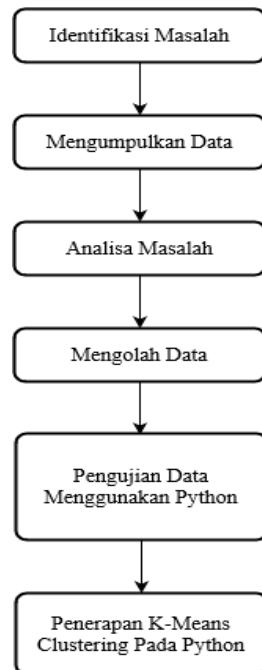 Identifikasi Masalah
Mengumpulkan Data
Analisa Masalah
Mengolah Data
Pengujian Data
Menggunakan Python
Penerapan K-Means
Clustering Pada Python